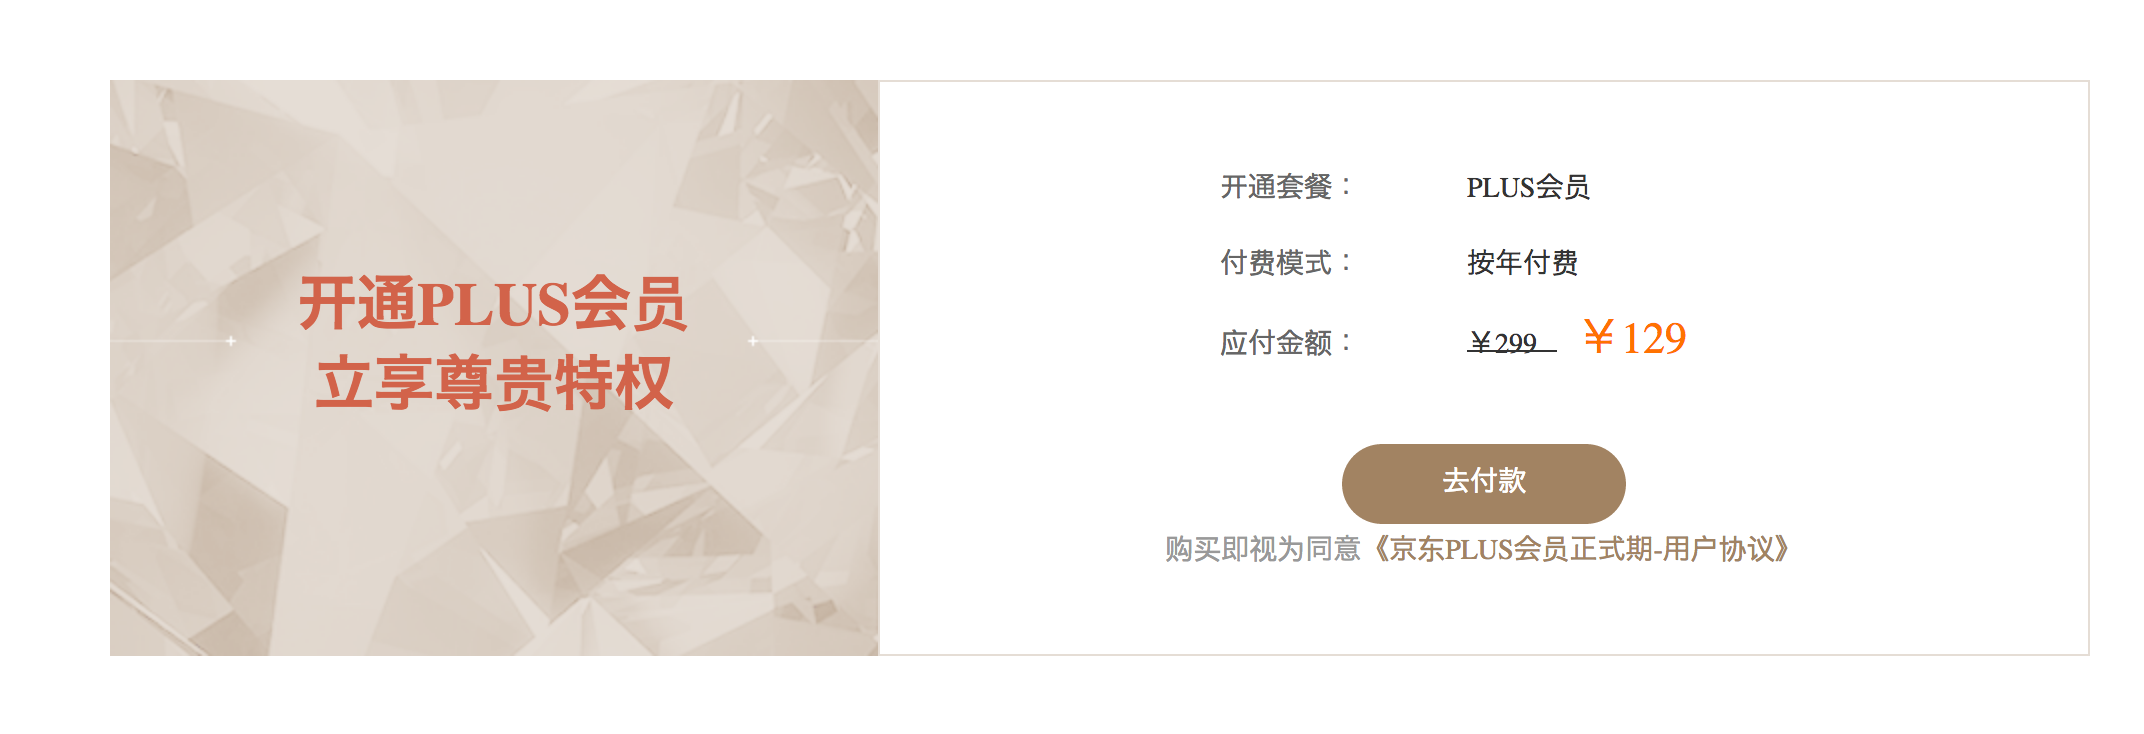 开通PLUS会员
立享尊贵特权
开通套餐： PLUS会员
付费模式： 按年付费
应付金额： ￥299 ￥129
去付款
购买即视为同意《京东PLUS会员正式期-用户协议》